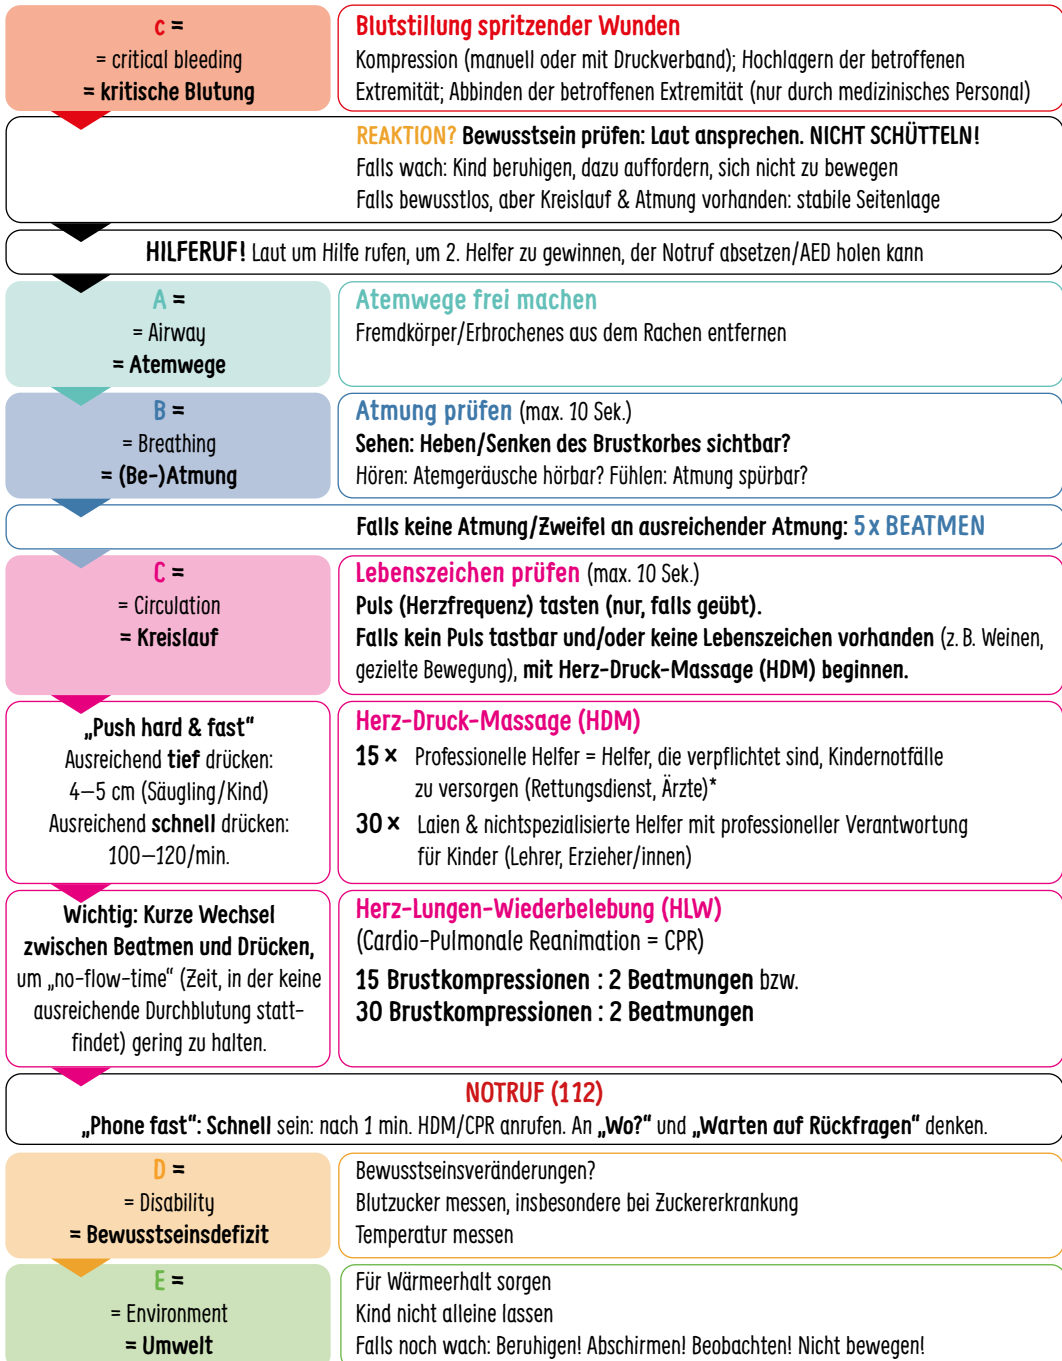 c =
= critical bleeding
= kritische Blutung
Blutstillung spritzender Wunden
Kompression (manuell oder mit Druckverband); Hochlagern der betroffenen
Extremität; Abbinden der betroffenen Extremität (nur durch medizinisches Personal)
REAKTION? Bewusstsein prüfen: Laut ansprechen. NICHT SCHÜTTELN!
Falls wach: Kind beruhigen, dazu auffordern, sich nicht zu bewegen
Falls bewusstlos, aber Kreislauf & Atmung vorhanden: stabile Seitenlage
HILFERUF! Laut um Hilfe rufen, um 2. Helfer zu gewinnen, der Notruf absetzen/AED holen kann
A =
= Airway
= Atemwege
Atemwege frei machen
Fremdkörper/Erbrochenes aus dem Rachen entfernen
B =
= Breathing
= (Be-)Atmung
Atmung prüfen (max. 10 Sek.)
Sehen: Heben/Senken des Brustkorbes sichtbar?
Hören: Atemgeräusche hörbar? Fühlen: Atmung spürbar?
Falls keine Atmung/Zweifel an ausreichender Atmung: 5 x BEATMEN
C =
= Circulation
= Kreislauf
Lebenszeichen prüfen (max. 10 Sek.)
Puls (Herzfrequenz) tasten (nur, falls geübt).
Falls kein Puls tastbar und/oder keine Lebenszeichen vorhanden (z. B. Weinen,
gezielte Bewegung), mit Herz-Druck-Massage (HDM) beginnen.
„Push hard & fast“
Ausreichend tief drücken:
4–5 cm (Säugling/Kind)
Ausreichend schnell drücken:
100–120/min.
Herz-Druck-Massage (HDM)
15 × Professionelle Helfer = Helfer, die verpflichtet sind, Kindernotfälle
zu versorgen (Rettungsdienst, Ärzte)*
30 × Laien & nichtspezialisierte Helfer mit professioneller Verantwortung
für Kinder (Lehrer, Erzieher/innen)
Wichtig: Kurze Wechsel
zwischen Beatmen und Drücken,
um „no-flow-time“ (Zeit, in der keine
ausreichende Durchblutung statt-
findet) gering zu halten.
Herz-Lungen-Wiederbelebung (HLW)
(Cardio-Pulmonale Reanimation = CPR)
15 Brustkompressionen : 2 Beatmungen bzw.
30 Brustkompressionen : 2 Beatmungen
NOTRUF (112)
„Phone fast“: Schnell sein: nach 1 min. HDM/CPR anrufen. An „Wo?“ und „Warten auf Rückfragen“ denken.
D =
= Disability
= Bewusstseinsdefizit
Bewusstseinsveränderungen?
Blutzucker messen, insbesondere bei Zuckererkrankung
Temperatur messen
E =
= Environment
= Umwelt
Für Wärmeerhalt sorgen
Kind nicht alleine lassen
Falls noch wach: Beruhigen! Abschirmen! Beobachten! Nicht bewegen!